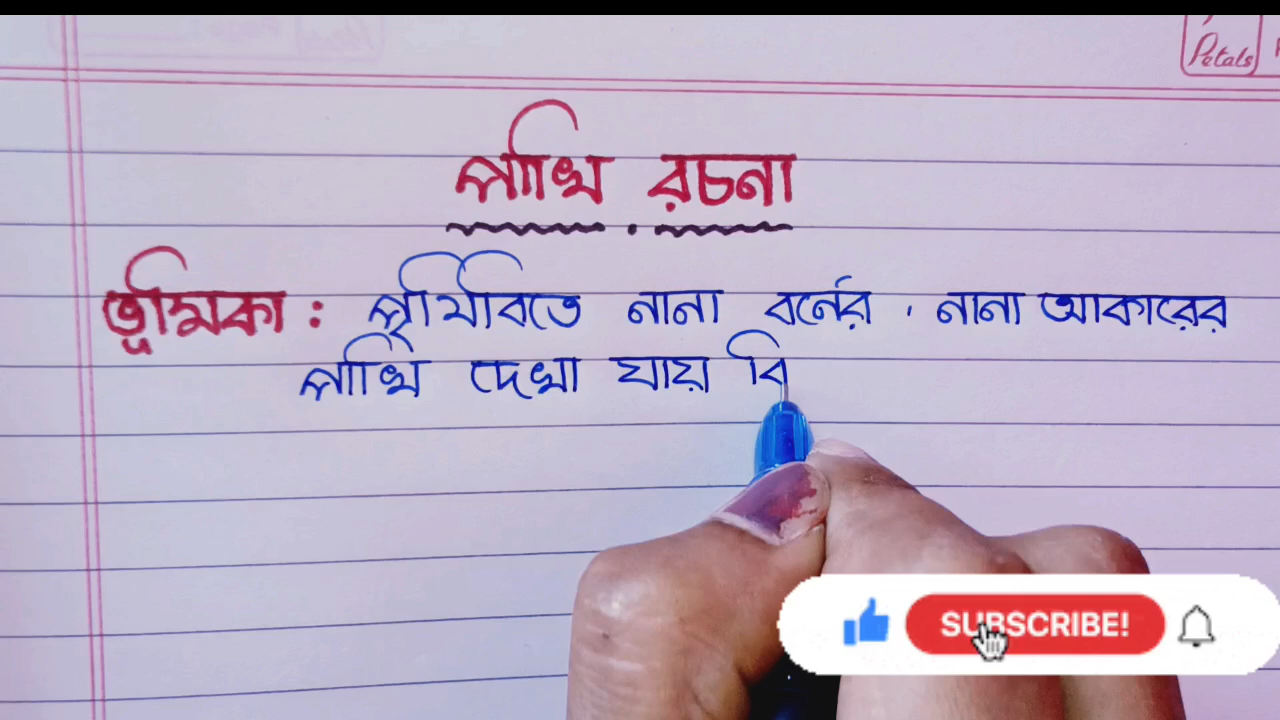 Petals
পাখি রচনা
ভূমিকা : পৃথিবিতে নানা বর্নের , নানা আকারের
পাখি দেখা যায় বি
SUBSCRIBE!